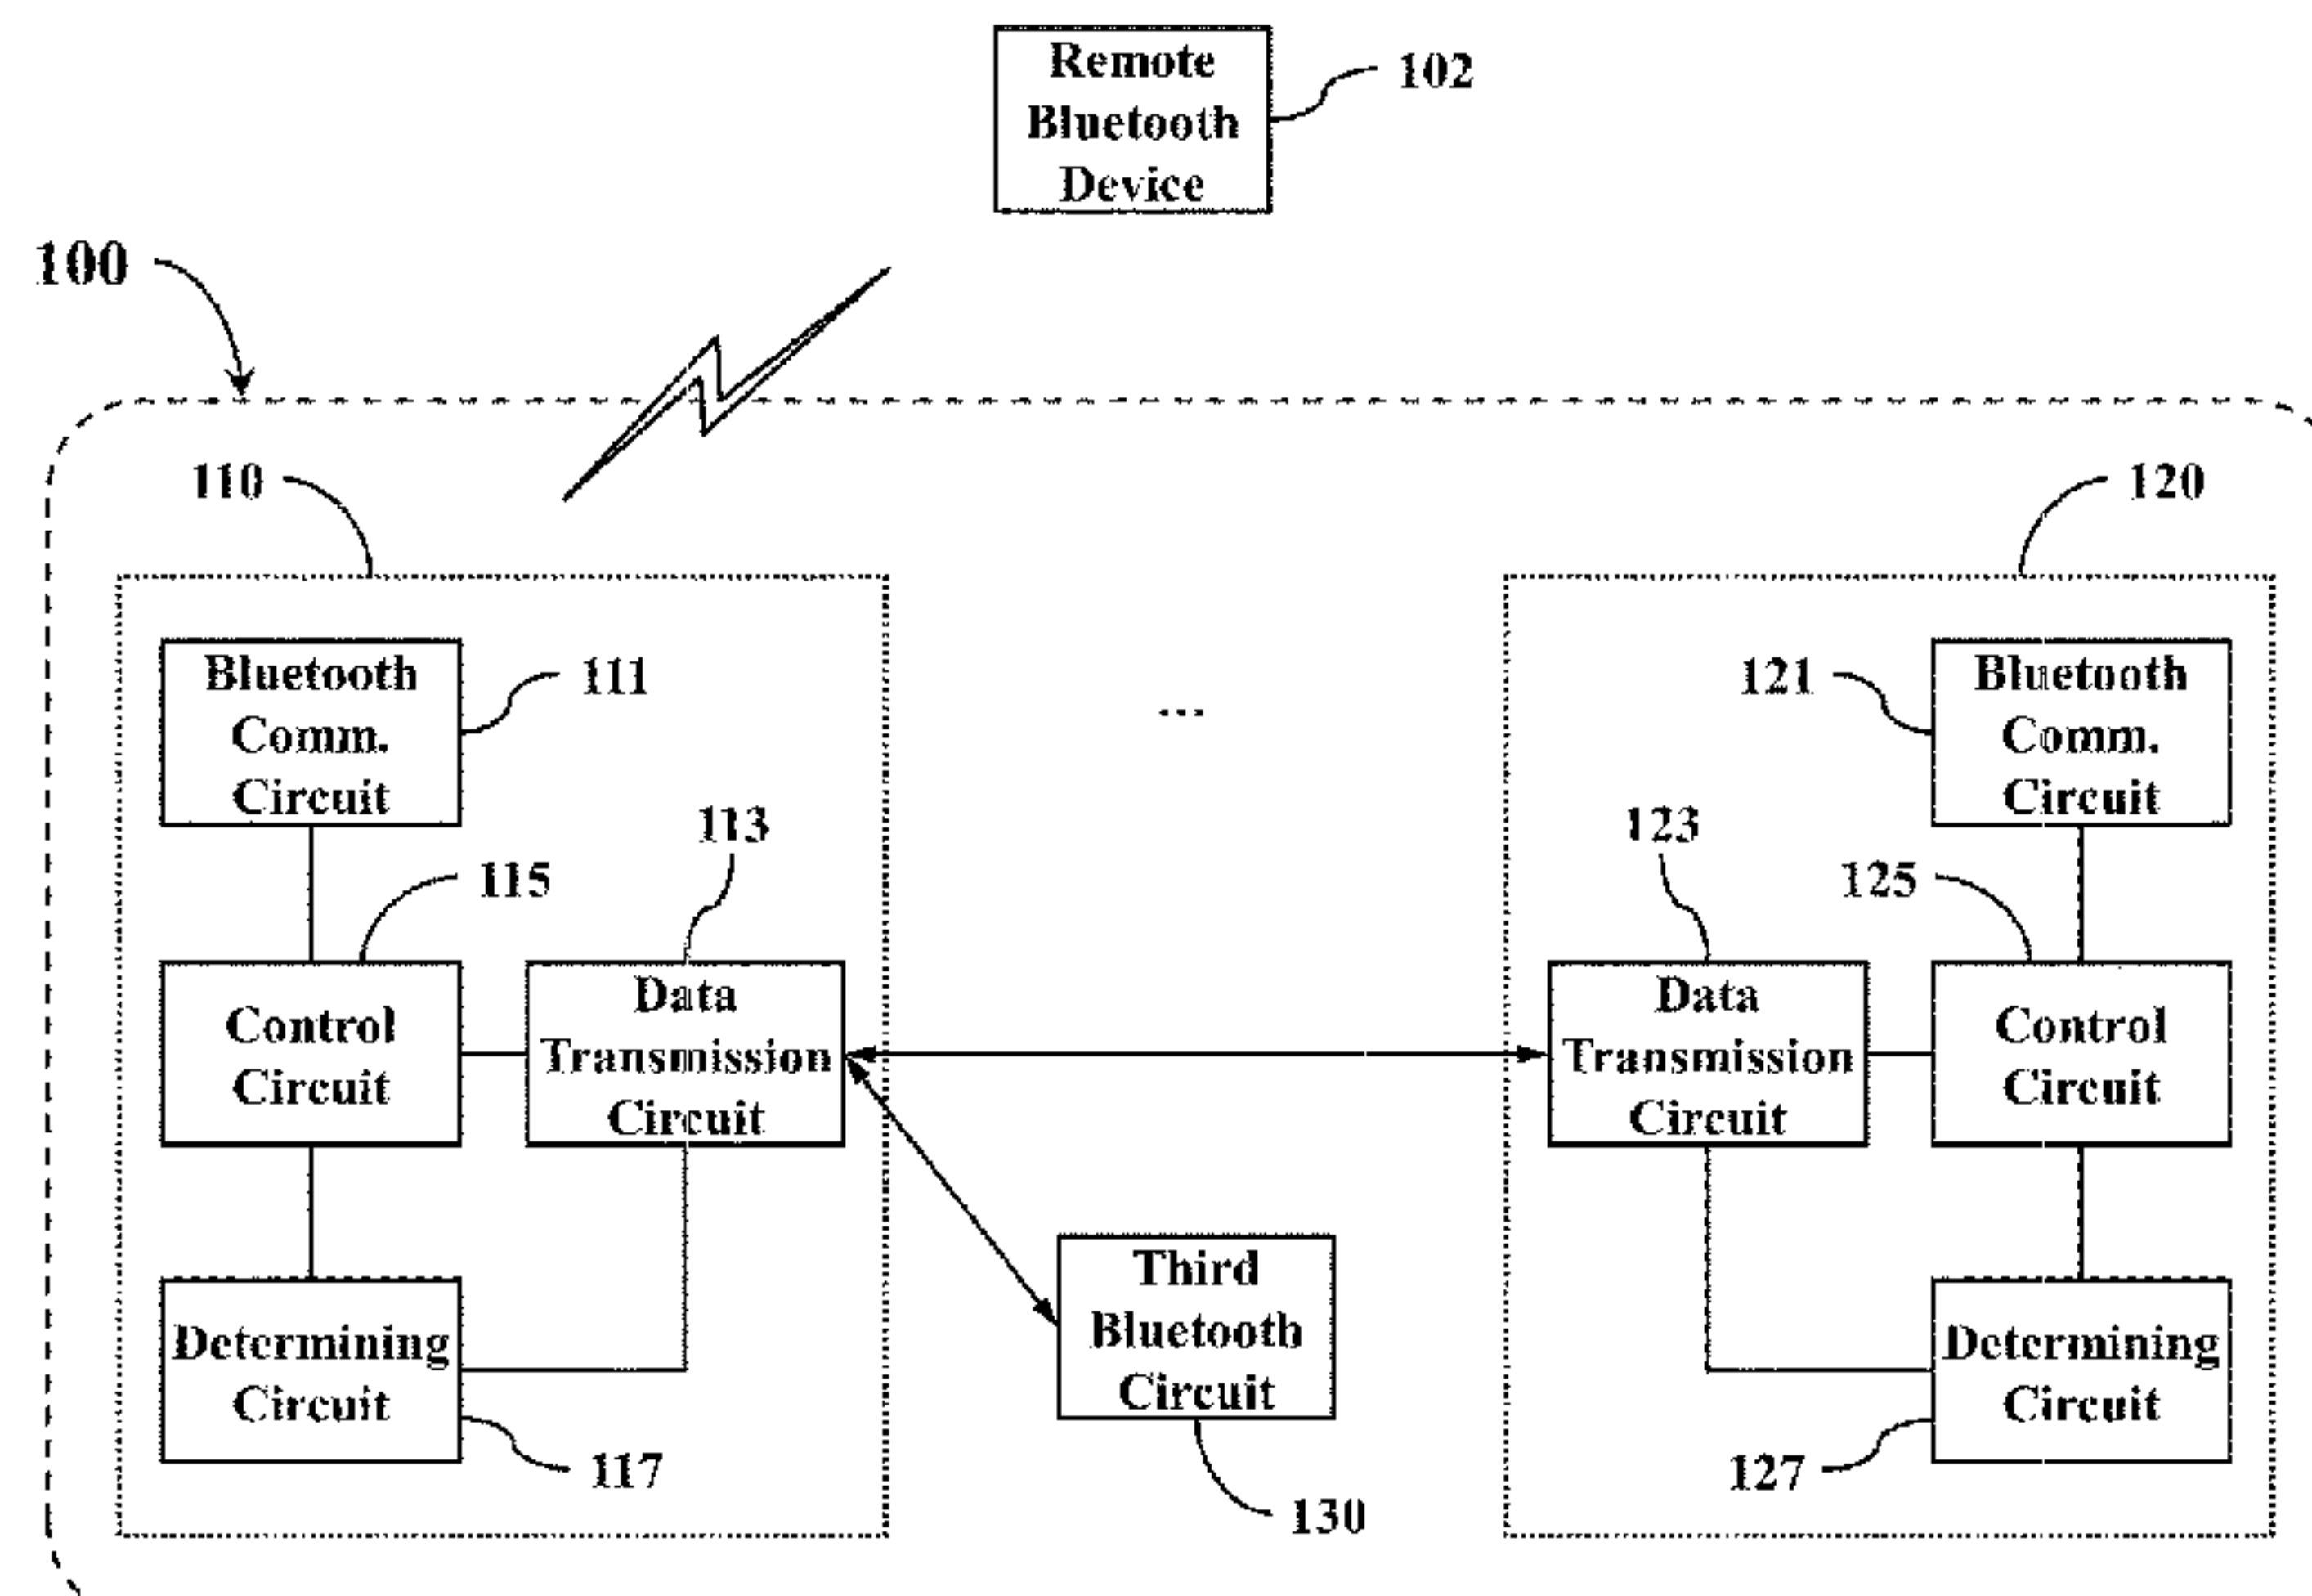 Remote
Bluetooth
Device
102
100
110
120
Bluetooth
Comm.
Circuit
111
...
121
Bluetooth
Comm.
Circuit
113
115
123
125
Control
Circuit
Data
Transmission
Circuit
Data
Transmission
Circuit
Control
Circuit
Determining
Circuit
117
Third
Bluetooth
Circuit
130
Determining
Circuit
127